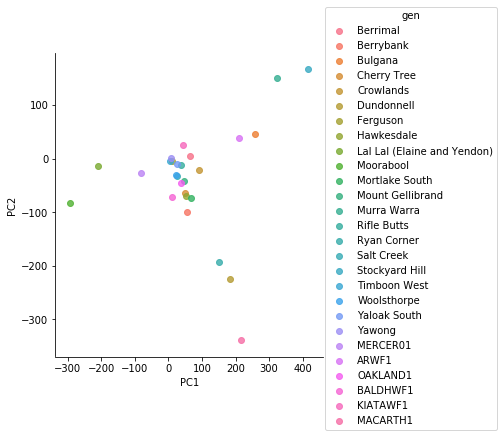 gen
Berrimal
Berrybank
Bulgana
Cherry Tree
Crowlands
Dundonnell
Ferguson
Hawkesdale
Lal Lal (Elaine and Yendon)
Moorabool
Mortlake South
Mount Gellibrand
Murra Warra
Rifle Butts
Ryan Corner
Salt Creek
Stockyard Hill
Timboon West
Woolsthorpe
Yaloak South
Yawong
MERCER01
ARWF1
OAKLAND1
BALDHWF1
KIATAWF1
MACARTH1
100
0
−100
−200
−300
PC2
−300 −200 −100 0 100 200 300 400
PC1